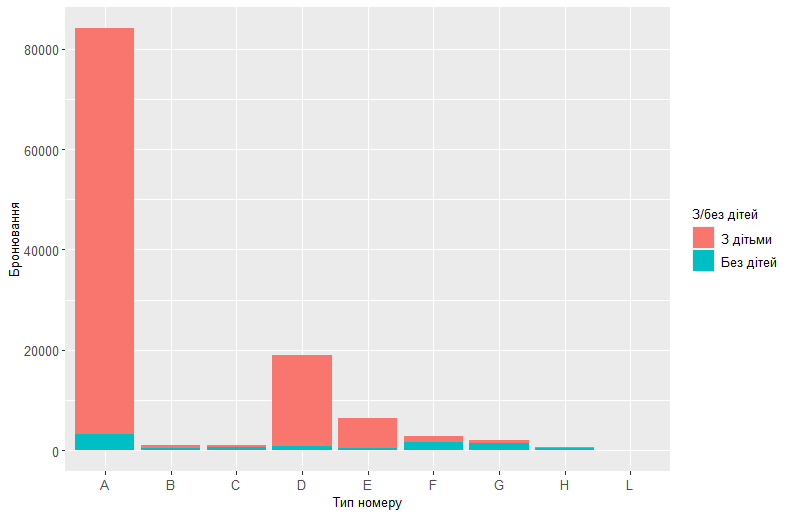 80000
60000
40000
20000
0
Бронювання
A B C D E F G H L
Тип номеру
З/без дітей
З дітьми
Без дітей